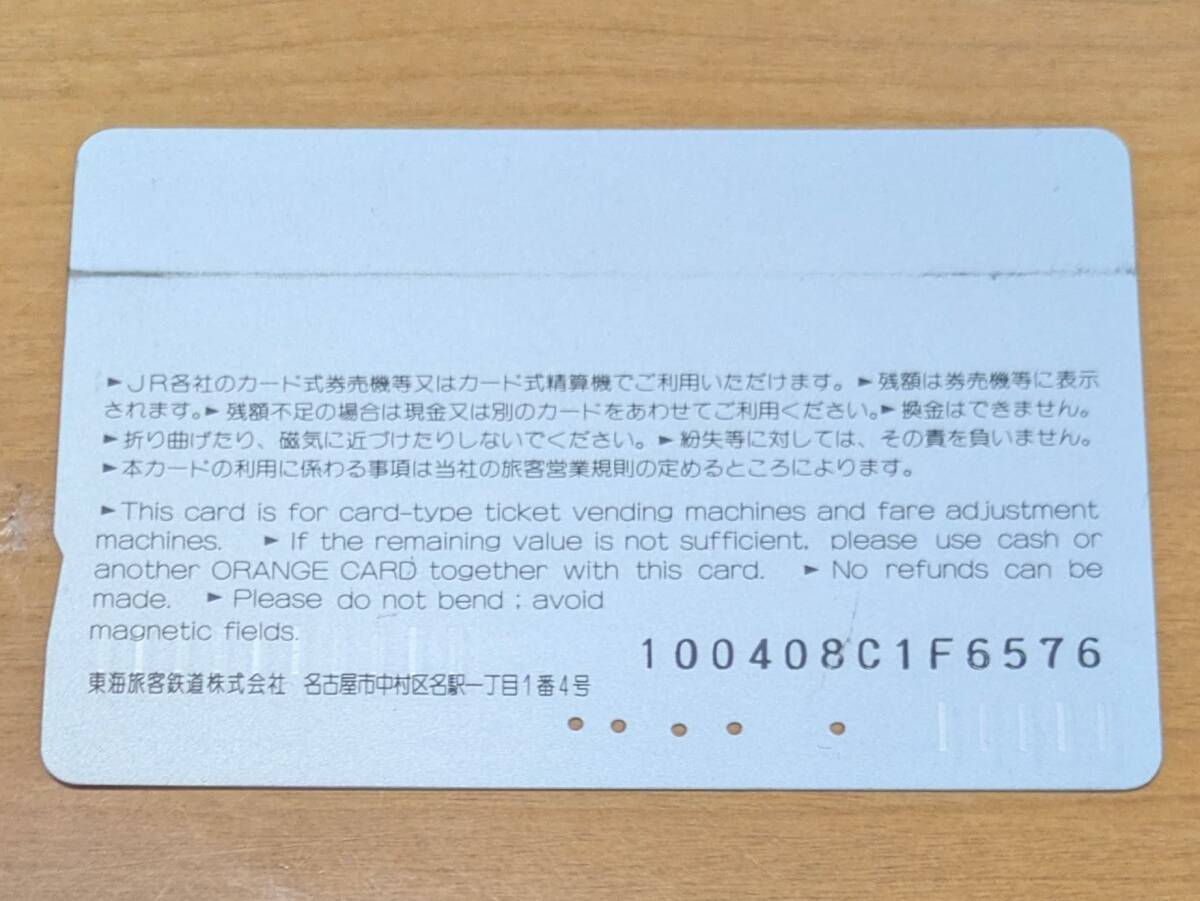 ►JR各社のカード式券売機等又はカード式精算機でご利用いただけます。►残額は券売機等に表示
されます。►残額不足の場合は現金又は別のカードをあわせてご利用ください。►換金はできません。
►折り曲げたり、磁気に近づけたりしないでください。►紛失等に対しては、その責を負いません。
►本カードの利用に係わる事項は当社の旅客営業規則の定めるところによります。
►This card is for card-type ticket vending machines and fare adjustment
machines. ►If the remaining value is not sufficient, please use cash or
another ORANGE CARD together with this card. ►No refunds can be
made. ►Please do not bend ; avoid
magnetic fields.
100408C1F6576
東海旅客鉄道株式会社 名古屋市中村区名駅一丁目1番4号